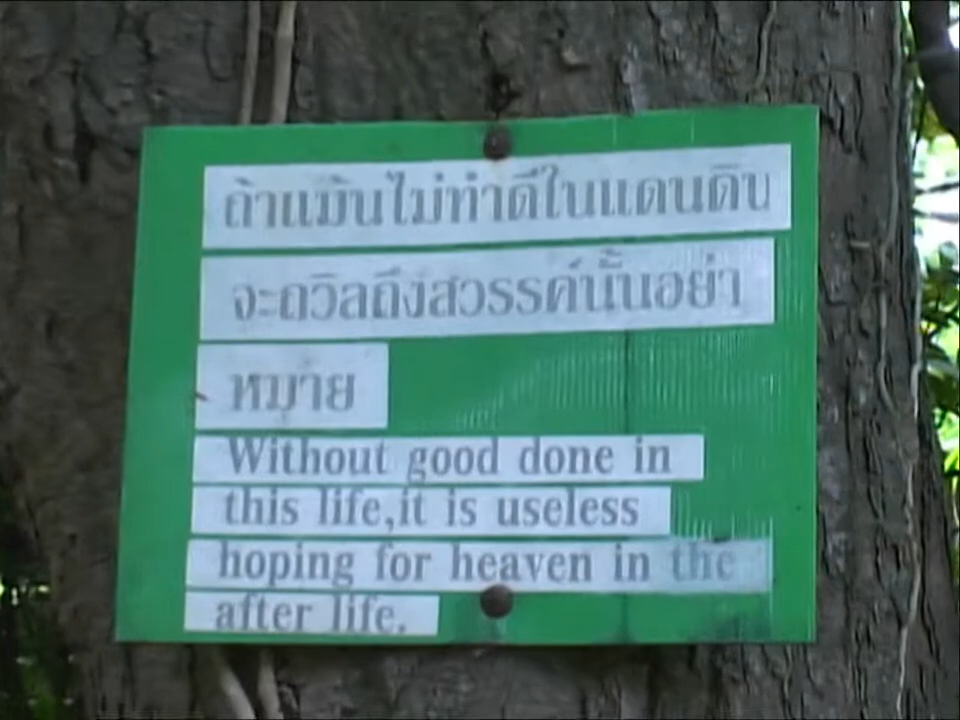 ถ้าแม้นไม่ทำดีในแดนดิน
จะถวิลถึงสวรรค์นั้นอย่า
หมาย
Without good done in
this life,it is useless
hoping for heaven in the
after life.